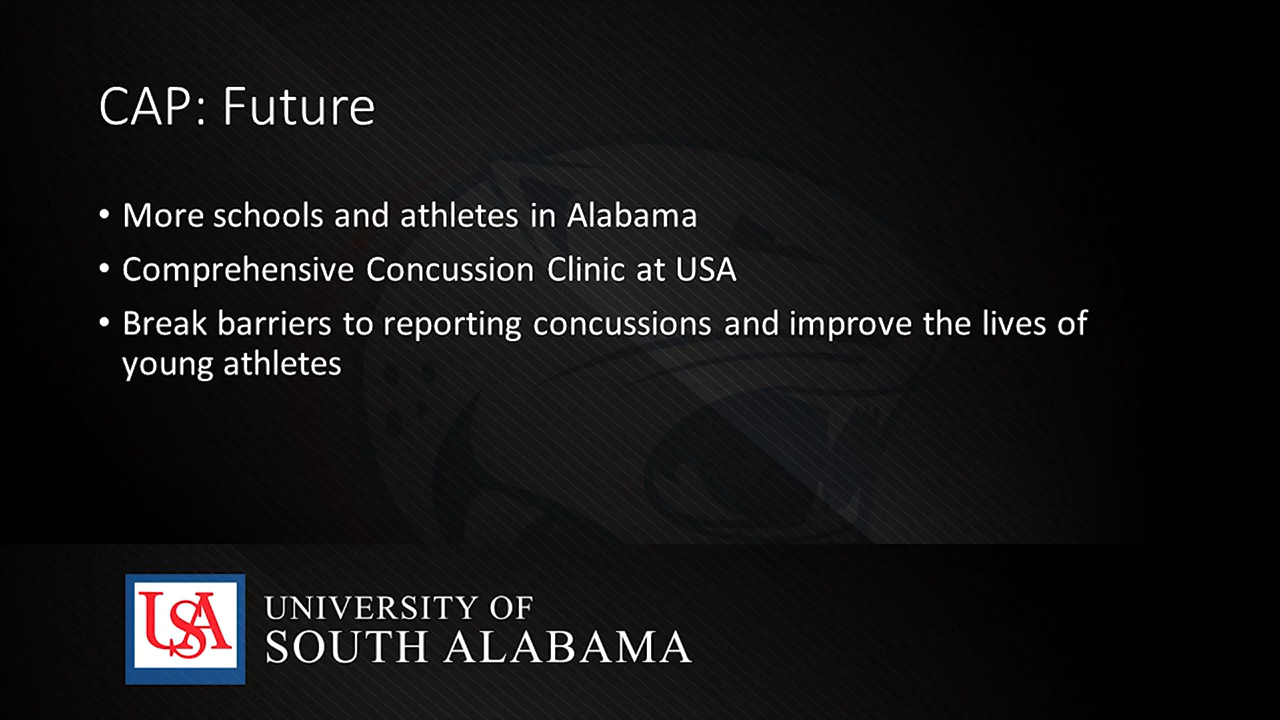 CAP: Future
• More schools and athletes in Alabama
• Comprehensive Concussion Clinic at USA
• Break barriers to reporting concussions and improve the lives of
young athletes
USA
UNIVERSITY OF
SOUTH ALABAMA